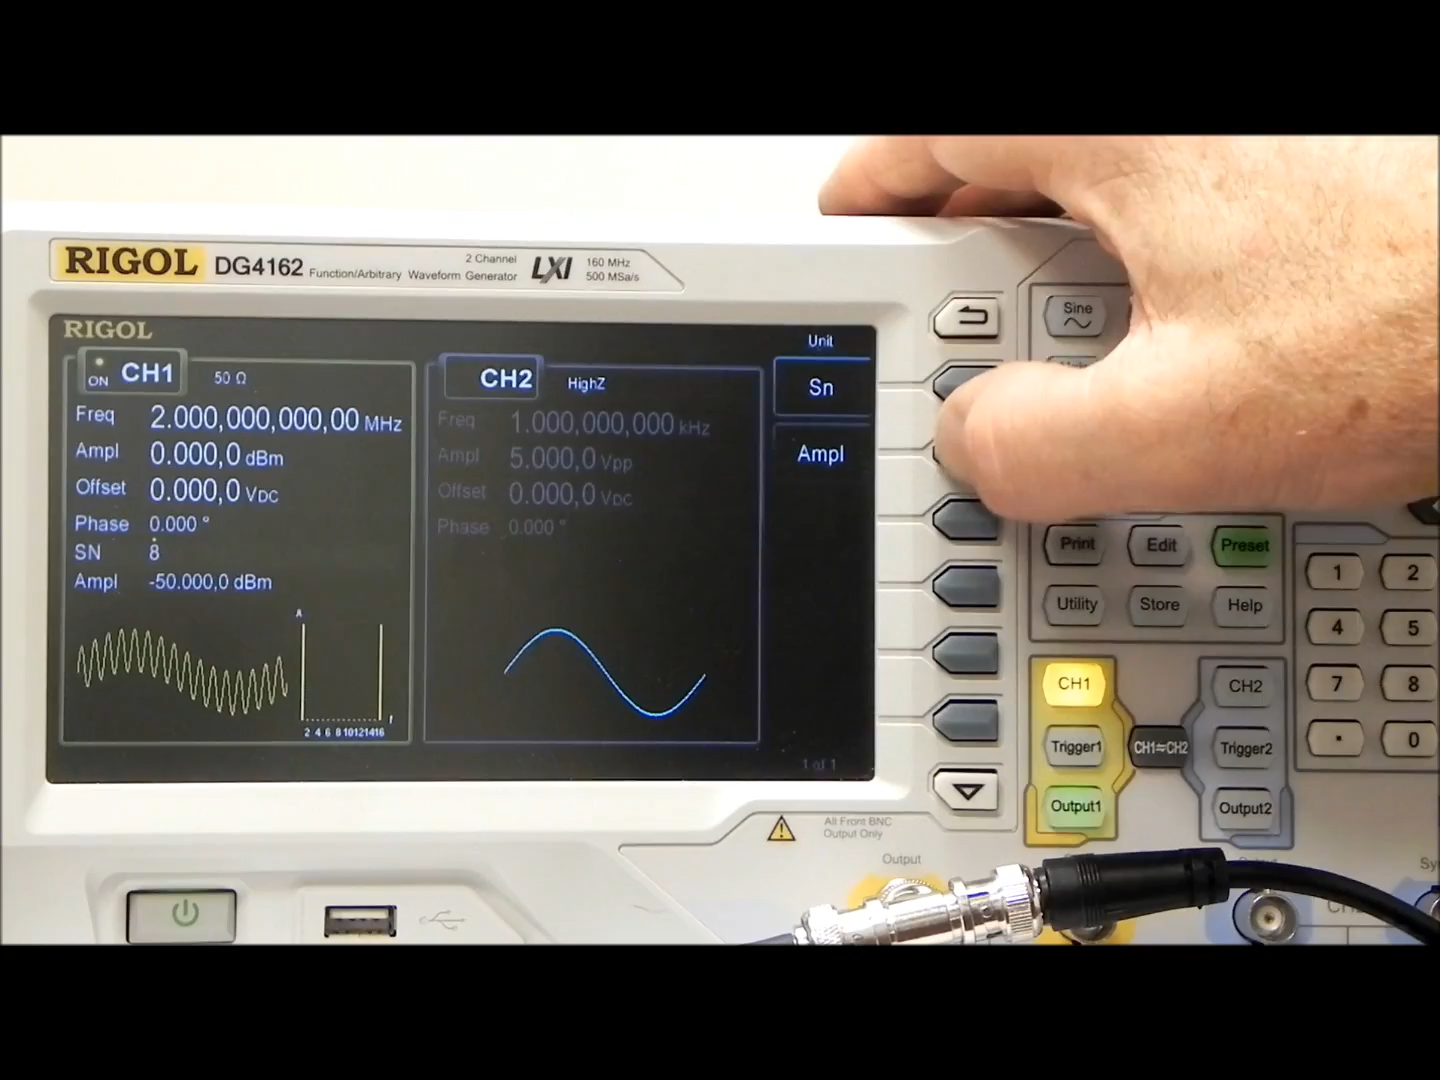 RIGOL DG4162 Function/Arbitrary Waveform Generator
2 Channel
LXI
160 MHz
500 MSa/s
RIGOL
ON CH1 50 Ω
Freq 2.000,000,000,00 MHz
Ampl 0.000,0 dBm
Offset 0.000,0 VDC
Phase 0.000 °
SN 8
Ampl -50.000,0 dBm
A
f
2 4 6 8 10 12 14 16
CH2 HighZ
Freq 1.000,000,000 kHz
Ampl 5.000,0 Vpp
Offset 0.000,0 VDC
Phase 0.000 °
Unit
Sn
Ampl
1 of 1
Sine
Print Edit Preset
Utility Store Help
1 2
4 5
7 8
. 0
CH1 CH2
Trigger1 CH1⇌CH2 Trigger2
Output1 Output2
All Front BNC
Output Only
Output